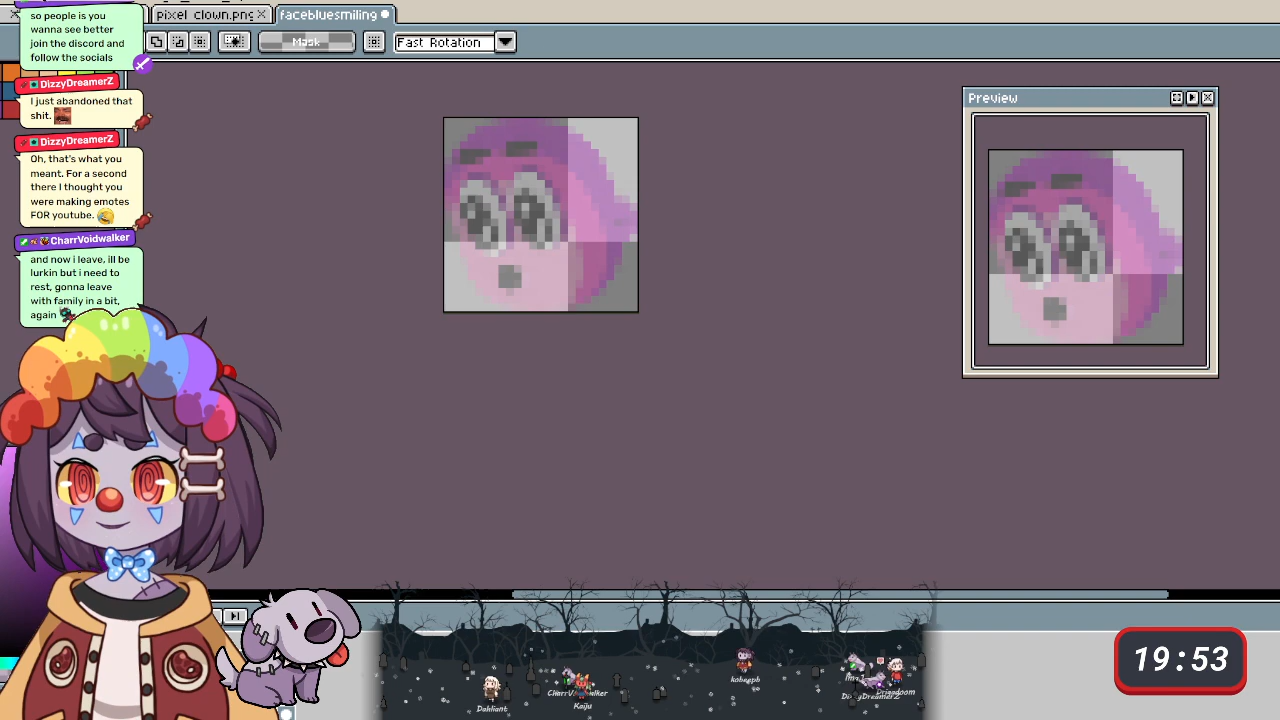 pixel clown.png
facebluesmiling
so people is you
wanna see better
join the discord and
follow the socials
Mask
Fast Rotation
DizzyDreamerZ
I just abandoned that
shit.
Preview
DizzyDreamerZ
Oh, that's what you
meant. For a second
there I thought you
were making emotes
FOR youtube.
CharrVoidwalker
and now i leave, ill be
lurkin but i need to
rest, gonna leave
with family in a bit,
again
19:53
kobepph
Dahliant
Kaiju